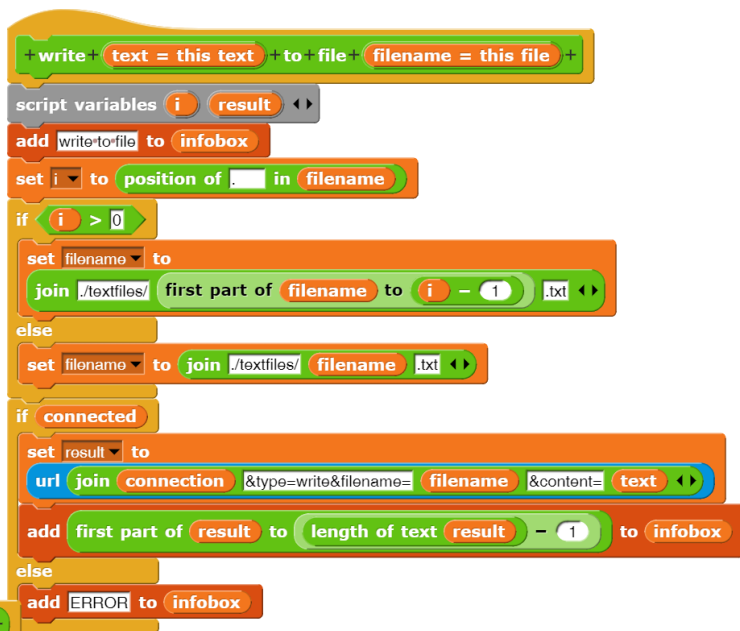 +write+ text = this text +to+file+ filename = this file +
script variables i result
add write to file to infobox
set i to position of . in filename
if i > 0
set filename to
join ./textfiles/ first part of filename to i - 1 .txt
else
set filename to join ./textfiles/ filename .txt
if connected
set result to
url join connection &type=write&filename= filename &content= text
add first part of result to length of text result - 1 to infobox
else
add ERROR to infobox